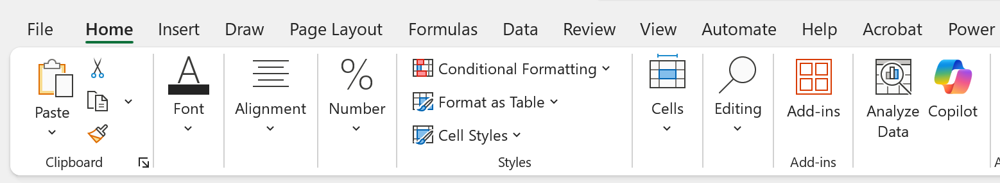 File Home Insert Draw Page Layout Formulas Data Review View Automate Help Acrobat Power
Paste
Clipboard
Font
Alignment
Number
Conditional Formatting
Format as Table
Cell Styles
Styles
Cells
Editing
Add-ins
Add-ins
Analyze
Data
Copilot